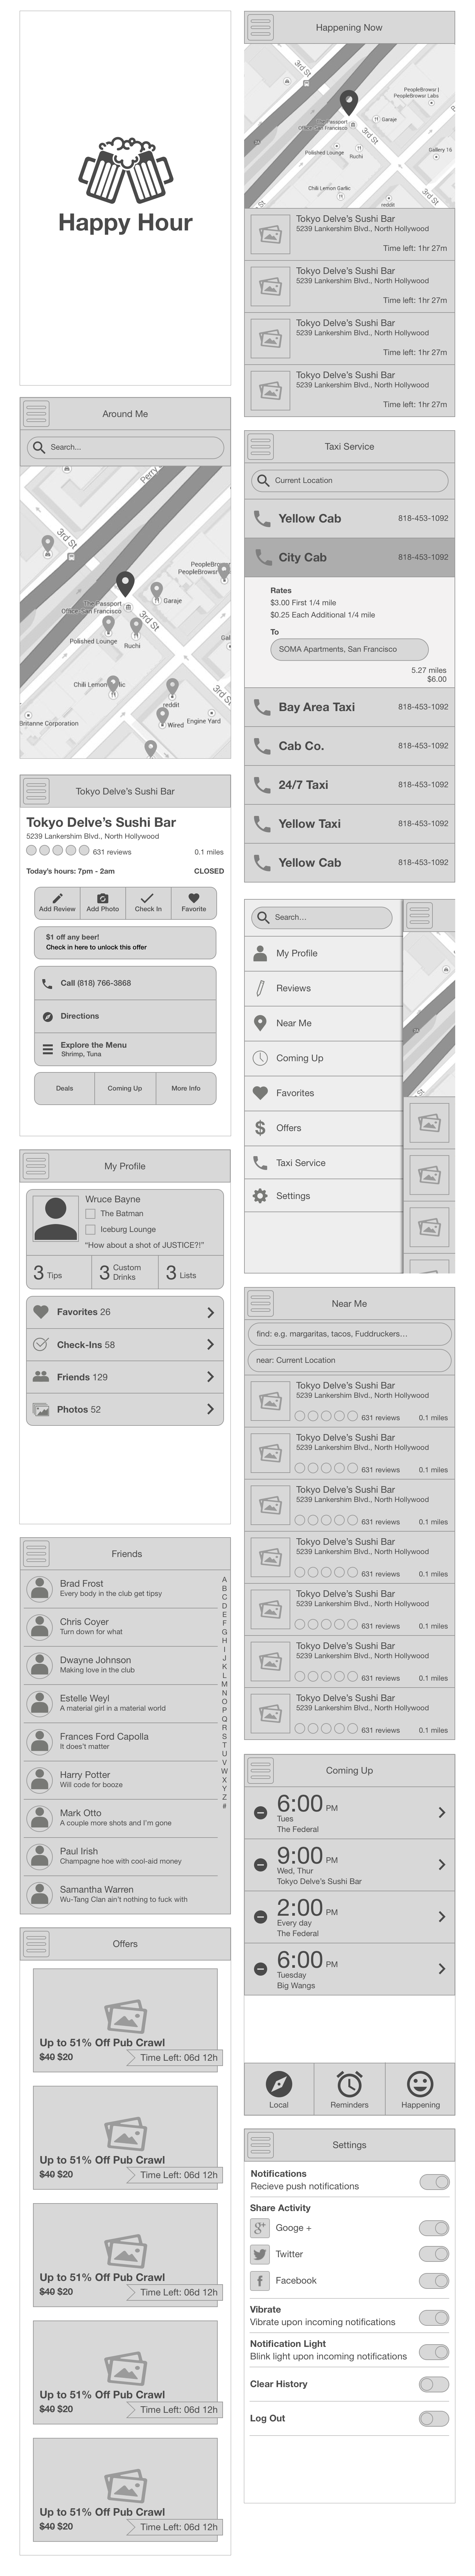 Happy Hour
Around Me
Search...
Perry
3rd St
PeopleBrow
PeopleBrowsr
The Passport
Office, San Francisco
Garaje
3rd St
Polished Lounge
Ruchi
Gal
Chili Lemon
lic
3rd S
reddit
Britanne Corporation
Wired
Engine Yard
Tokyo Delve's Sushi Bar
Tokyo Delve's Sushi Bar
5239 Lankershim Blvd., North Hollywood
631 reviews
0.1 miles
Today's hours: 7pm - 2am
CLOSED
Add Review
Add Photo
Check In
Favorite
$1 off any beer!
Check in here to unlock this offer
Call (818) 766-3868
Directions
Explore the Menu
Shrimp, Tuna
Deals
Coming Up
More Info
My Profile
Wruce Bayne
The Batman
Iceburg Lounge
"How about a shot of JUSTICE?!"
3 Tips
3 Custom
Drinks
3 Lists
Favorites 26
Check-Ins 58
Friends 129
Photos 52
Friends
Brad Frost
Every body in the club get tipsy
Chris Coyer
Turn down for what
Dwayne Johnson
Making love in the club
Estelle Weyl
A material girl in a material world
Frances Ford Capolla
It does't matter
Harry Potter
Will code for booze
Mark Otto
A couple more shots and I'm gone
Paul Irish
Champagne hoe with cool-aid money
Samantha Warren
Wu-Tang Clan ain't nothing to fuck with
A
B
C
D
E
F
G
H
I
J
K
L
M
N
O
P
Q
R
S
T
U
V
W
X
Y
Z
#
Offers
Up to 51% Off Pub Crawl
$40 $20
Time Left: 06d 12h
Up to 51% Off Pub Crawl
$40 $20
Time Left: 06d 12h
Up to 51% Off Pub Crawl
$40 $20
Time Left: 06d 12h
Up to 51% Off Pub Crawl
$40 $20
Time Left: 06d 12h
Up to 51% Off Pub Crawl
$40 $20
Time Left: 06d 12h
Happening Now
3rd St
PeopleBrowsr |
PeopleBrowsr Labs
The Passport
Office, San Francisco
Garaje
3rd St
Polished Lounge
Ruchi
Gallery 16
Chili Lemon Garlic
3rd St
reddit
Tokyo Delve's Sushi Bar
5239 Lankershim Blvd., North Hollywood
Time left: 1hr 27m
Tokyo Delve's Sushi Bar
5239 Lankershim Blvd., North Hollywood
Time left: 1hr 27m
Tokyo Delve's Sushi Bar
5239 Lankershim Blvd., North Hollywood
Time left: 1hr 27m
Tokyo Delve's Sushi Bar
5239 Lankershim Blvd., North Hollywood
Time left: 1hr 27m
Taxi Service
Current Location
Yellow Cab
818-453-1092
City Cab
818-453-1092
Rates
$3.00 First 1/4 mile
$0.25 Each Additional 1/4 mile
To
SOMA Apartments, San Francisco
5.27 miles
$6.00
Bay Area Taxi
818-453-1092
Cab Co.
818-453-1092
24/7 Taxi
818-453-1092
Yellow Taxi
818-453-1092
Yellow Cab
818-453-1092
Search...
My Profile
Reviews
Near Me
Coming Up
Favorites
Offers
Taxi Service
Settings
Near Me
find: e.g. margaritas, tacos, Fuddruckers...
near: Current Location
Tokyo Delve's Sushi Bar
5239 Lankershim Blvd., North Hollywood
631 reviews
0.1 miles
Tokyo Delve's Sushi Bar
5239 Lankershim Blvd., North Hollywood
631 reviews
0.1 miles
Tokyo Delve's Sushi Bar
5239 Lankershim Blvd., North Hollywood
631 reviews
0.1 miles
Tokyo Delve's Sushi Bar
5239 Lankershim Blvd., North Hollywood
631 reviews
0.1 miles
Tokyo Delve's Sushi Bar
5239 Lankershim Blvd., North Hollywood
631 reviews
0.1 miles
Tokyo Delve's Sushi Bar
5239 Lankershim Blvd., North Hollywood
631 reviews
0.1 miles
Tokyo Delve's Sushi Bar
5239 Lankershim Blvd., North Hollywood
631 reviews
0.1 miles
Coming Up
6:00 PM
Tues
The Federal
9:00 PM
Wed, Thur
Tokyo Delve's Sushi Bar
2:00 PM
Every day
The Federal
6:00 PM
Tuesday
Big Wangs
Local
Reminders
Happening
Settings
Notifications
Recieve push notifications
Share Activity
Googe +
Twitter
Facebook
Vibrate
Vibrate upon incoming notifications
Notification Light
Blink light upon incoming notifications
Clear History
Log Out